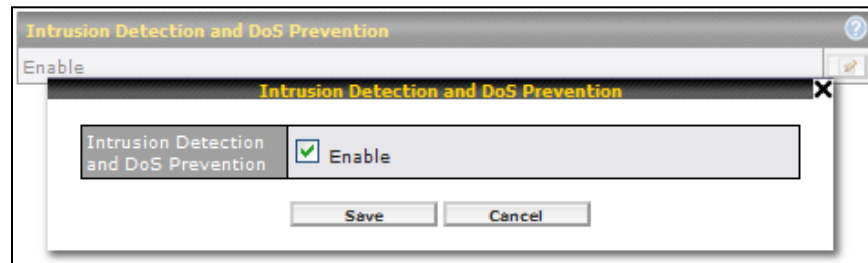 Intrusion Detection and DoS Prevention
?
Enable
Intrusion Detection and DoS Prevention
Intrusion Detection
and DoS Prevention
Enable
Save
Cancel